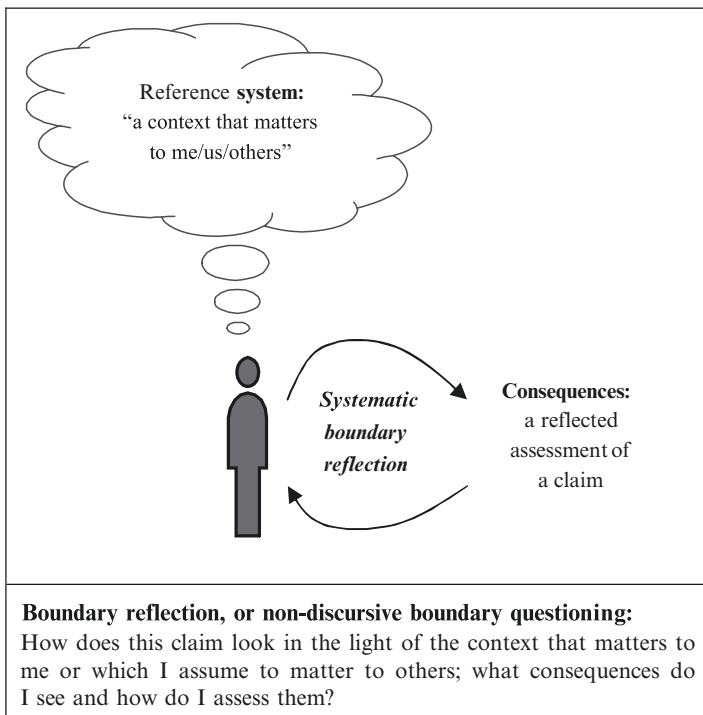 Reference system:
“a context that matters
to me/us/others”
Systematic
boundary
reflection
Consequences:
a reflected
assessment of
a claim
Boundary reflection, or non-discursive boundary questioning:
How does this claim look in the light of the context that matters to
me or which I assume to matter to others; what consequences do
I see and how do I assess them?